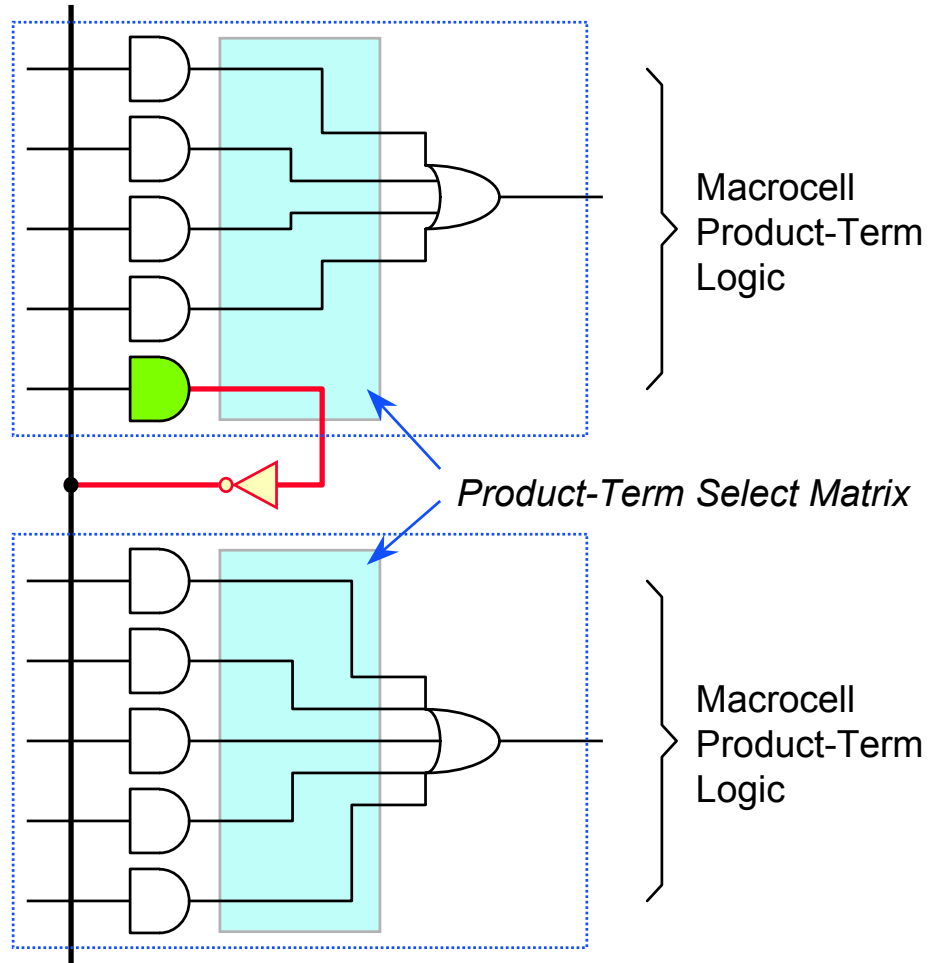 Macrocell
Product-Term
Logic
Product-Term Select Matrix
Macrocell
Product-Term
Logic